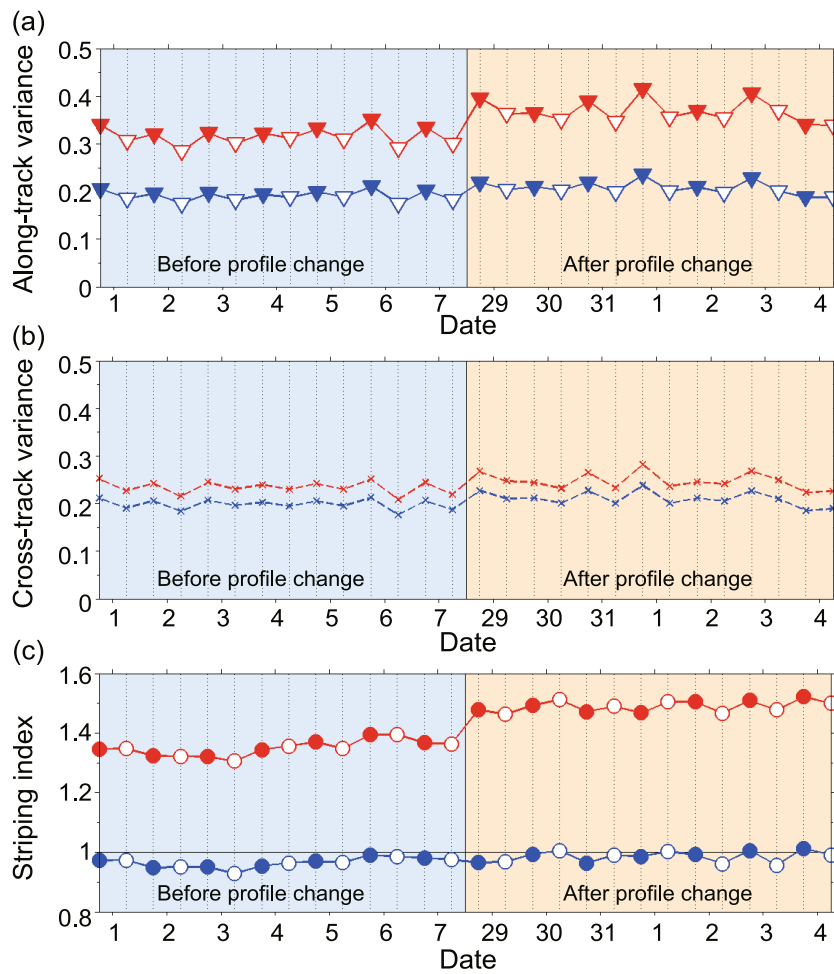 (a)
Along-track variance
0.5
0.4
0.3
0.2
0.1
0
Before profile change
After profile change
1 2 3 4 5 6 7 29 30 31 1 2 3 4
Date
(b)
Cross-track variance
0.5
0.4
0.3
0.2
0.1
0
Before profile change
After profile change
1 2 3 4 5 6 7 29 30 31 1 2 3 4
Date
(c)
Striping index
1.6
1.4
1.2
1
0.8
Before profile change
After profile change
1 2 3 4 5 6 7 29 30 31 1 2 3 4
Date